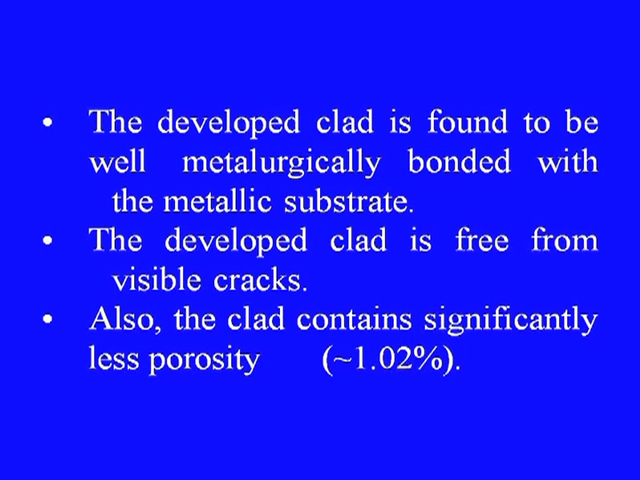 • The developed clad is found to be
well metalurgically bonded with
the metallic substrate.
• The developed clad is free from
visible cracks.
• Also, the clad contains significantly
less porosity (~1.02%).